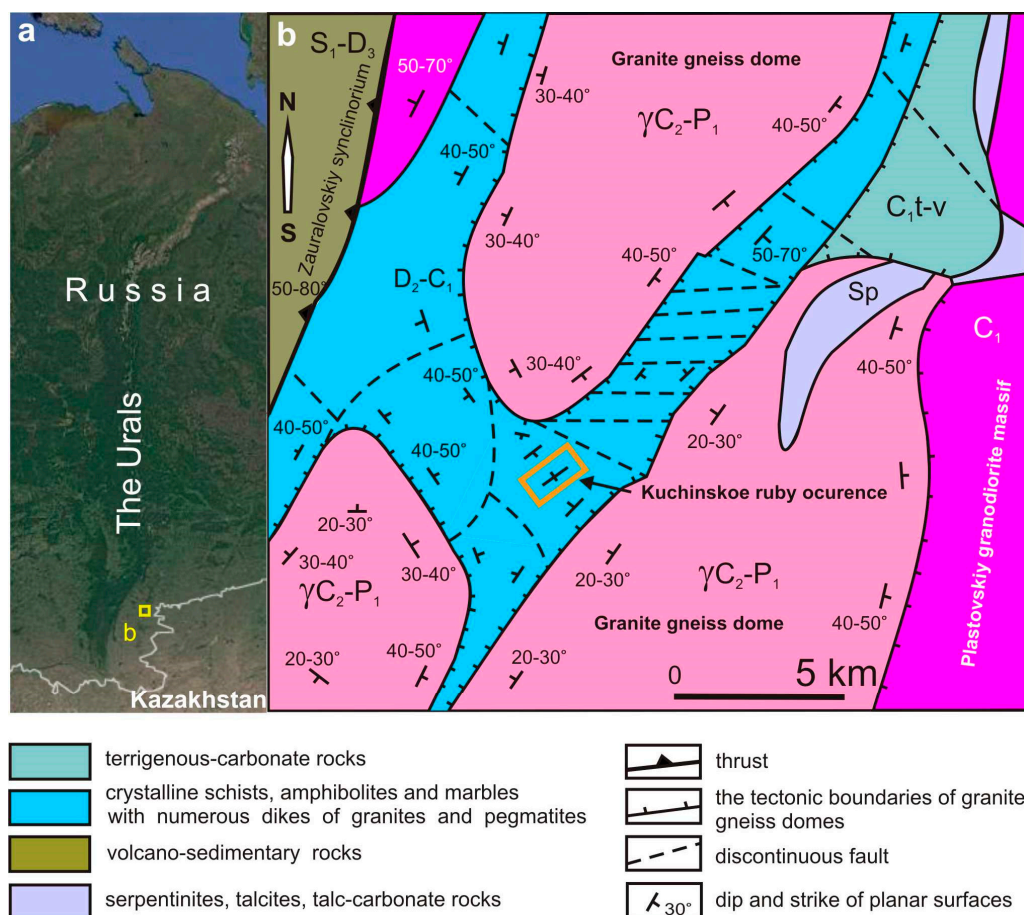 a
Russia
The Urals
b
Kazakhstan
b
S₁-D₃
Zauralovskiy synclinorium
N
S
50-70°
Granite gneiss dome
30-40°
γC₂-P₁
40-50°
40-50°
C₁t-v
30-40°
40-50°
50-70°
50-80°
D₂-C₁
Sp
C₁
30-40°
40-50°
40-50°
20-30°
40-50°
40-50°
Kuchinskoe ruby ocurence
20-30°
30-40°
30-40°
20-30°
γC₂-P₁
γC₂-P₁
40-50°
Granite gneiss dome
Plastovskiy granodiorite massif
20-30°
40-50°
20-30°
0
5 km
terrigenous-carbonate rocks
crystalline schists, amphibolites and marbles
with numerous dikes of granites and pegmatites
volcano-sedimentary rocks
serpentinites, talcites, talc-carbonate rocks
thrust
the tectonic boundaries of granite
gneiss domes
discontinuous fault
30°
dip and strike of planar surfaces